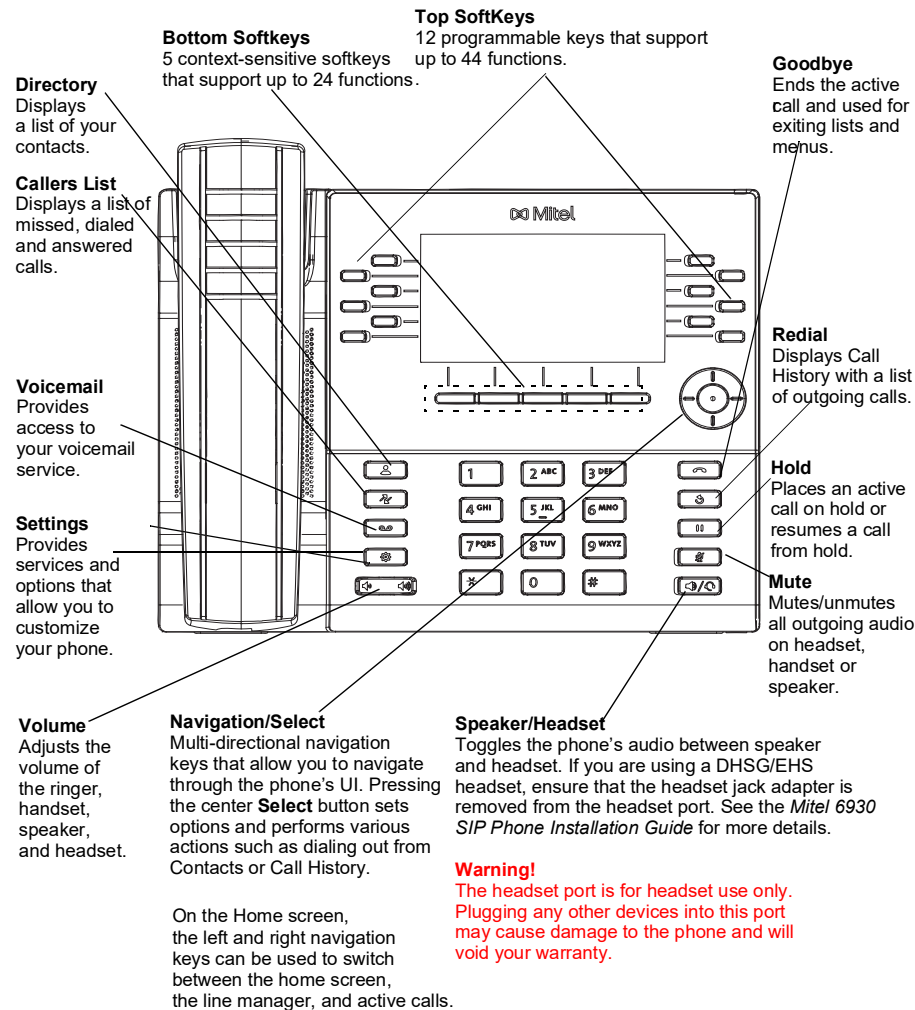 Top SoftKeys
12 programmable keys that support
up to 44 functions.
Bottom Softkeys
5 context-sensitive softkeys
that support up to 24 functions.
Goodbye
Ends the active
call and used for
exiting lists and
menus.
Directory
Displays
a list of your
contacts.
Callers List
Displays a list of
missed, dialed
and answered
calls.
Mitel
Redial
Displays Call
History with a list
of outgoing calls.
Voicemail
Provides
access to
your voicemail
service.
Hold
Places an active
call on hold or
resumes a call
from hold.
1
2 ABC
3 DEF
4 GHI
5 JKL
6 MNO
7 PQRS
8 TUV
9 WXYZ
*
0
#
Settings
Provides
services and
options that
allow you to
customize
your phone.
Mute
Mutes/unmutes
all outgoing audio
on headset,
handset or
speaker.
Volume
Adjusts the
volume of
the ringer,
handset,
speaker,
and headset.
Navigation/Select
Multi-directional navigation
keys that allow you to navigate
through the phone's UI. Pressing
the center Select button sets
options and performs various
actions such as dialing out from
Contacts or Call History.
On the Home screen,
the left and right navigation
keys can be used to switch
between the home screen,
the line manager, and active calls.
Speaker/Headset
Toggles the phone's audio between speaker
and headset. If you are using a DHSG/EHS
headset, ensure that the headset jack adapter is
removed from the headset port. See the Mitel 6930
SIP Phone Installation Guide for more details.
Warning!
The headset port is for headset use only.
Plugging any other devices into this port
may cause damage to the phone and will
void your warranty.